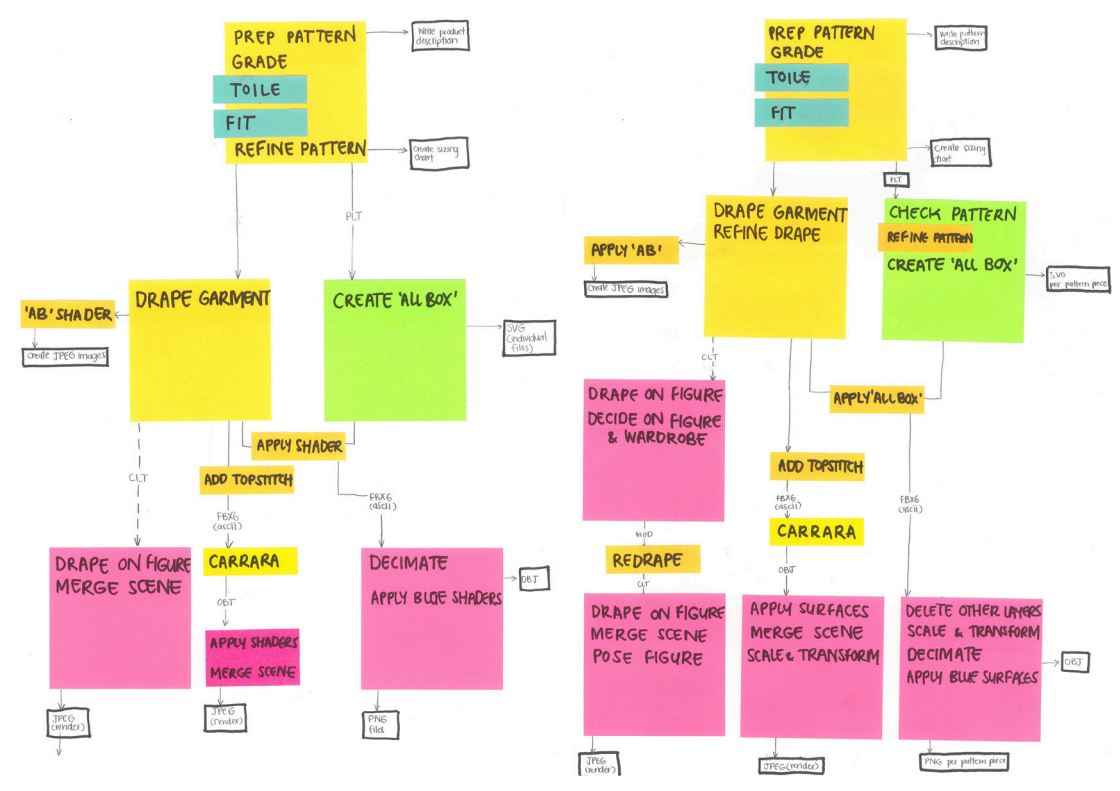 PREP PATTERN
GRADE
TOILE
FIT
REFINE PATTERN
Write product
description
Create sizing
chart
PLT
'AB' SHADER
Create JPEG images
DRAPE GARMENT
CREATE 'ALL BOX'
SVG
(individual
files)
APPLY SHADER
ADD TOPSTITCH
CLT
FBX6
(ascii)
FBX6
(ascii)
DRAPE ON FIGURE
MERGE SCENE
CARRARA
OBJ
APPLY SHADERS
MERGE SCENE
DECIMATE
APPLY BLUE SHADERS
OBJ
JPEG
(render)
JPEG
(render)
PNG
files
PREP PATTERN
GRADE
TOILE
FIT
Write pattern
description
Create sizing
chart
PLT
DRAPE GARMENT
REFINE DRAPE
APPLY 'AB'
Create JPEG images
CHECK PATTERN
REFINE PATTERN
CREATE 'ALL BOX'
SVG
per pattern piece
CLT
DRAPE ON FIGURE
DECIDE ON FIGURE
& WARDROBE
APPLY 'ALL BOX'
ADD TOPSTITCH
FBX6
(ascii)
FBX6
(ascii)
CARRARA
MOD
REDRAPE
CLT
OBJ
DRAPE ON FIGURE
MERGE SCENE
POSE FIGURE
APPLY SURFACES
MERGE SCENE
SCALE & TRANSFORM
DELETE OTHER LAYERS
SCALE & TRANSFORM
DECIMATE
APPLY BLUE SURFACES
OBJ
JPEG
(render)
JPEG (render)
PNG per pattern piece